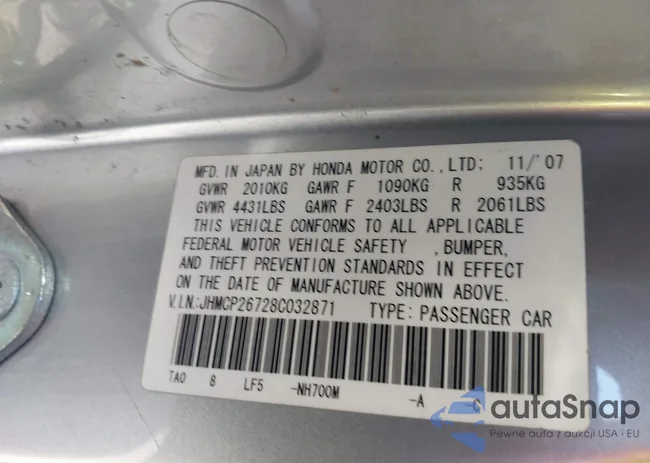 MFD. IN JAPAN BY HONDA MOTOR CO., LTD; 11/'07
GVWR 2010KG GAWR F 1090KG R 935KG
GVWR 4431LBS GAWR F 2403LBS R 2061LBS
THIS VEHICLE CONFORMS TO ALL APPLICABLE
FEDERAL MOTOR VEHICLE SAFETY , BUMPER,
AND THEFT PREVENTION STANDARDS IN EFFECT
ON THE DATE OF MANUFACTURE SHOWN ABOVE.
V.I.N.:JHMCP26728C032871 TYPE: PASSENGER CAR
TA0 8 LF5 -NH700M -A -C
autaSnap
Pewne auta z aukcji USA i EU